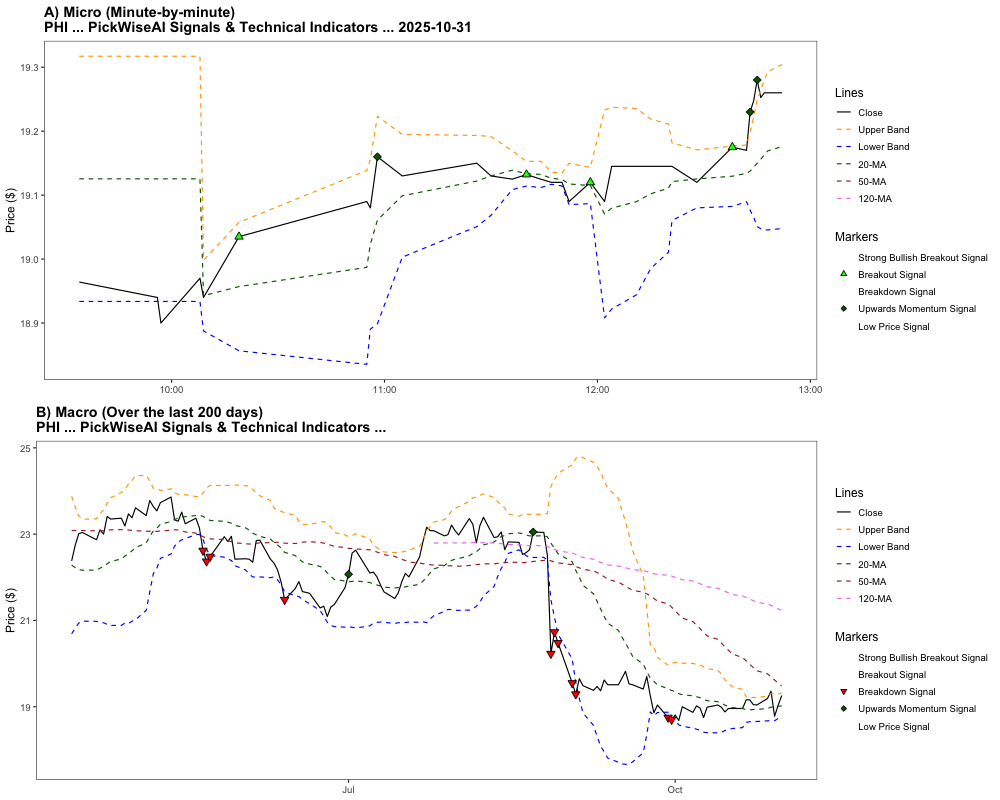 A) Micro (Minute-by-minute)
PHI ... PickWiseAI Signals & Technical Indicators ... 2025-10-31
Price ($)
19.3
19.2
19.1
19.0
18.9
10:00
11:00
12:00
13:00
Lines
Close
Upper Band
Lower Band
20-MA
50-MA
120-MA
Markers
Strong Bullish Breakout Signal
Breakout Signal
Breakdown Signal
Upwards Momentum Signal
Low Price Signal
B) Macro (Over the last 200 days)
PHI ... PickWiseAI Signals & Technical Indicators ...
Price ($)
25
23
21
19
Jul
Oct
Lines
Close
Upper Band
Lower Band
20-MA
50-MA
120-MA
Markers
Strong Bullish Breakout Signal
Breakout Signal
Breakdown Signal
Upwards Momentum Signal
Low Price Signal